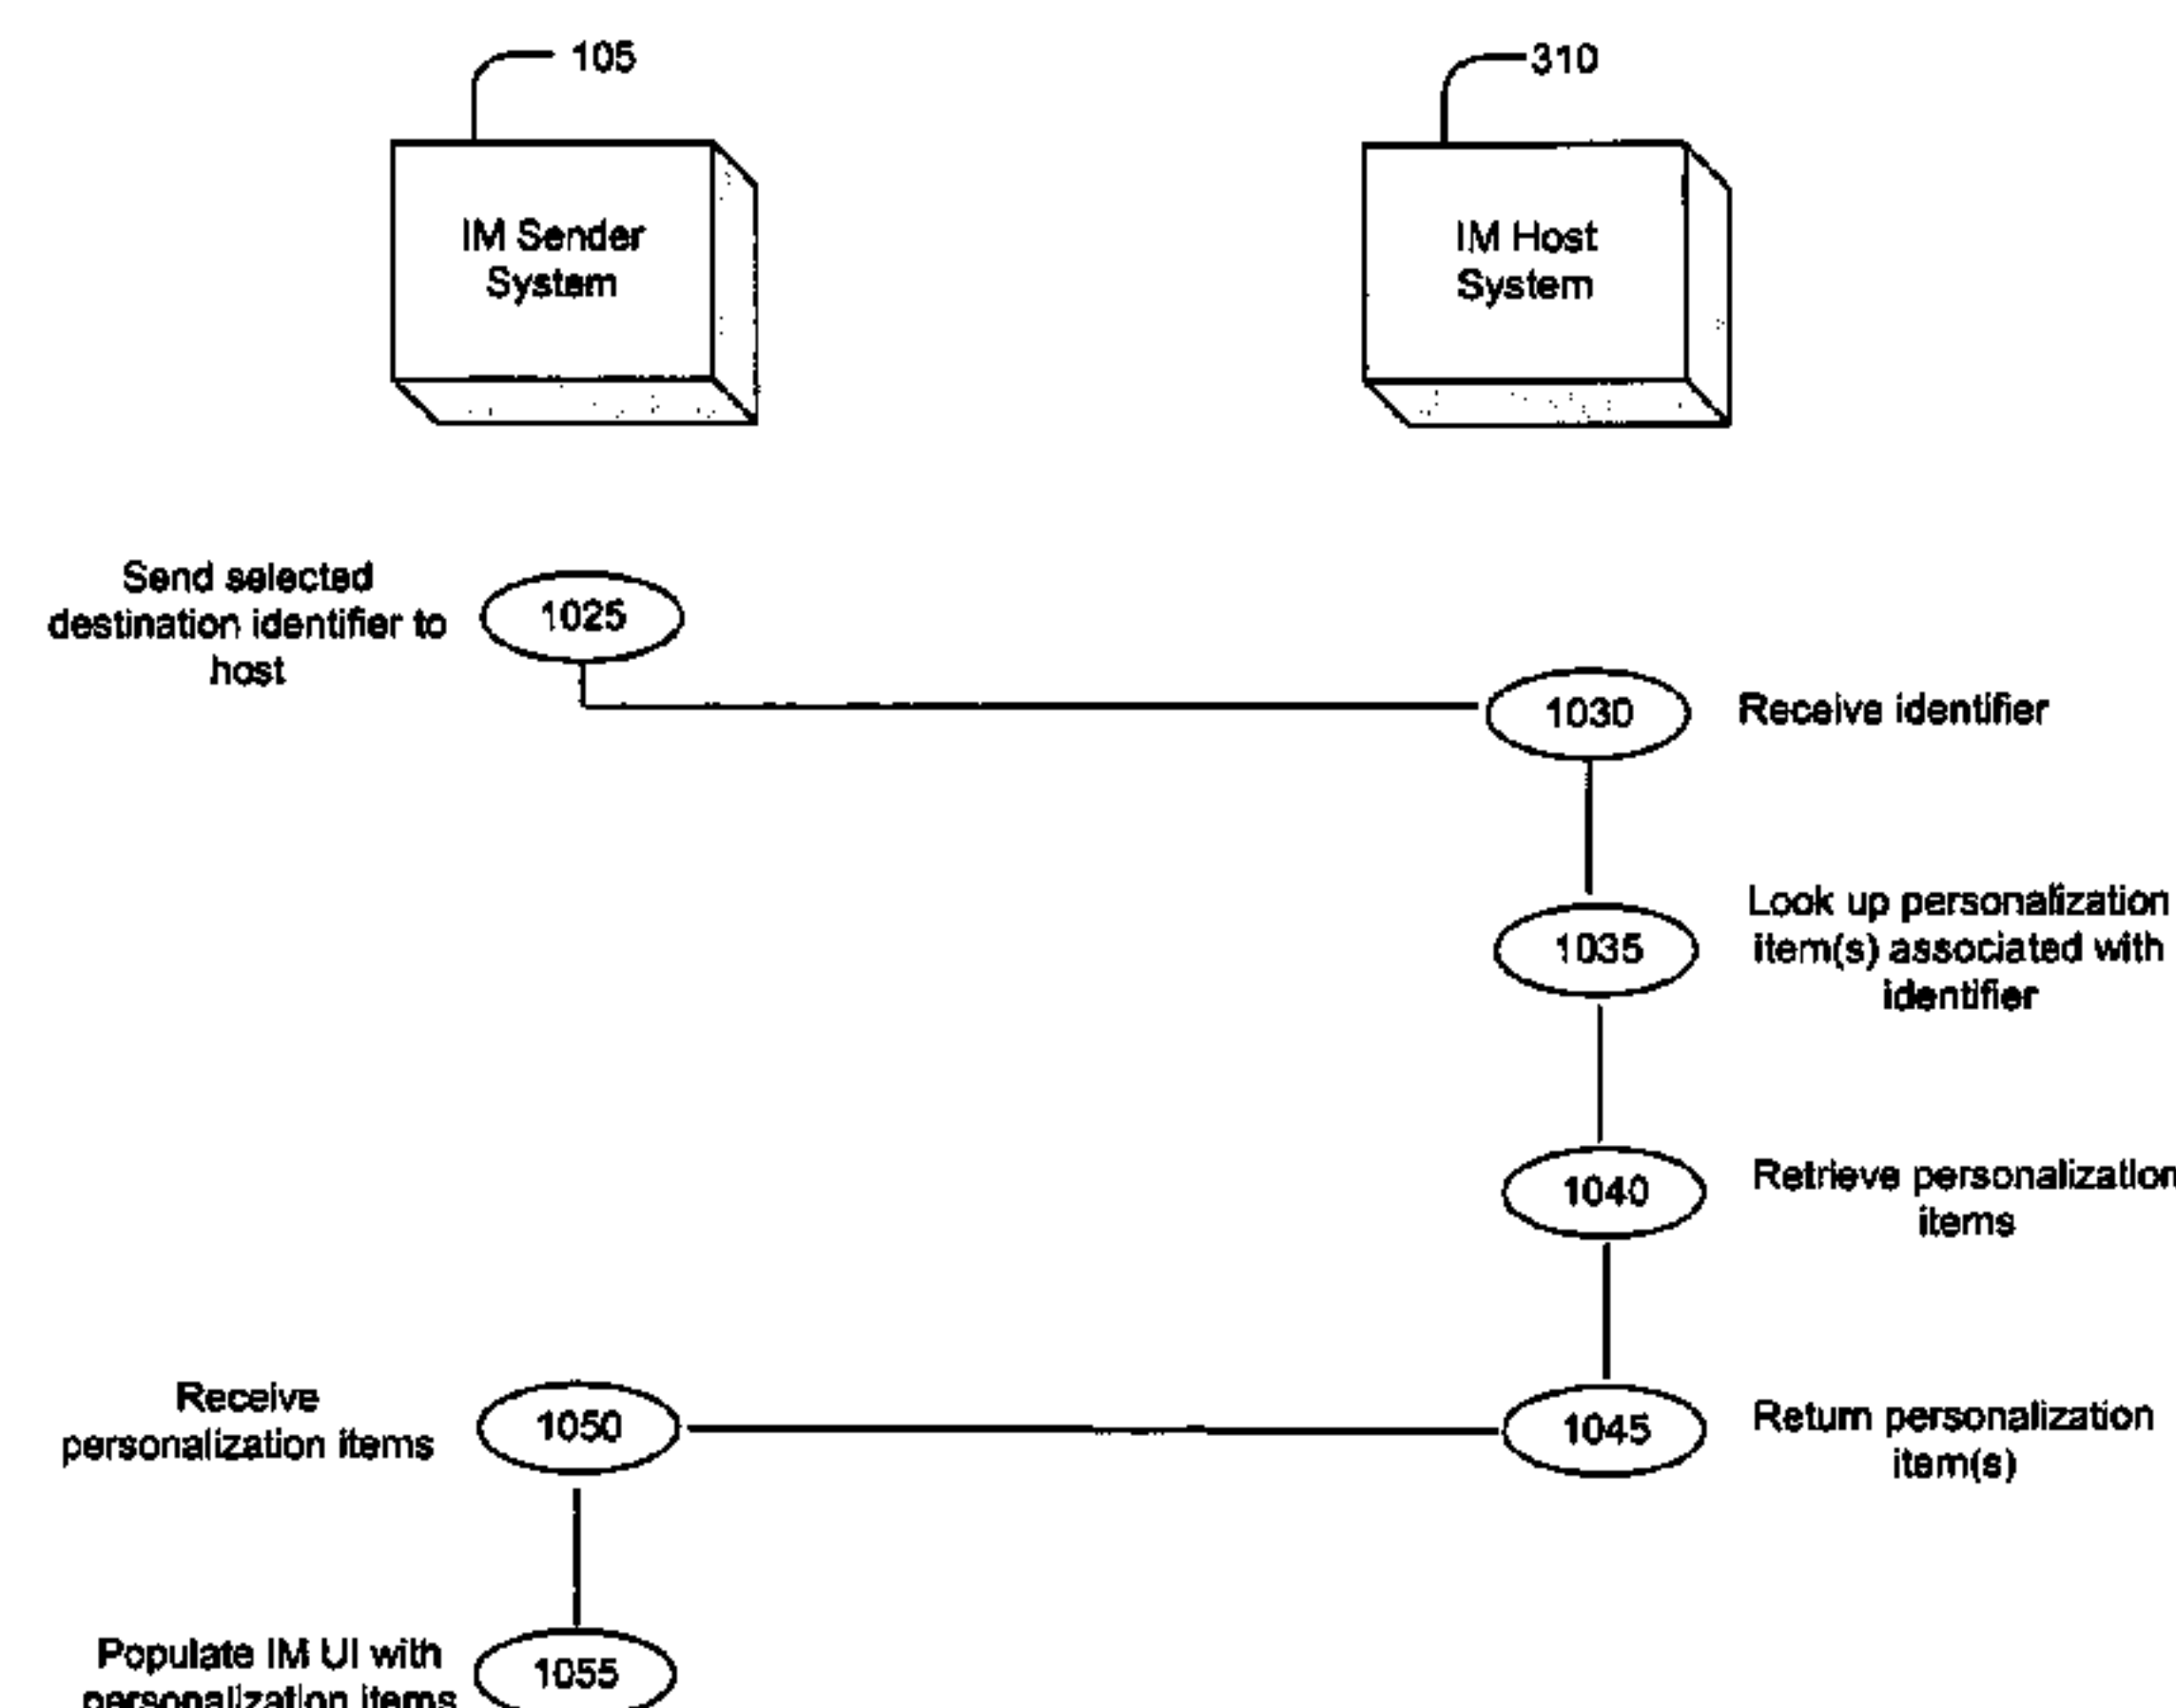 105
310
IM Sender
System
IM Host
System
Send selected
destination identifier to
host
1025
1030
Receive identifier
1035
Look up personalization
item(s) associated with
identifier
1040
Retrieve personalization
items
Receive
personalization items
1050
1045
Return personalization
item(s)
Populate IM UI with
personalization items
1055